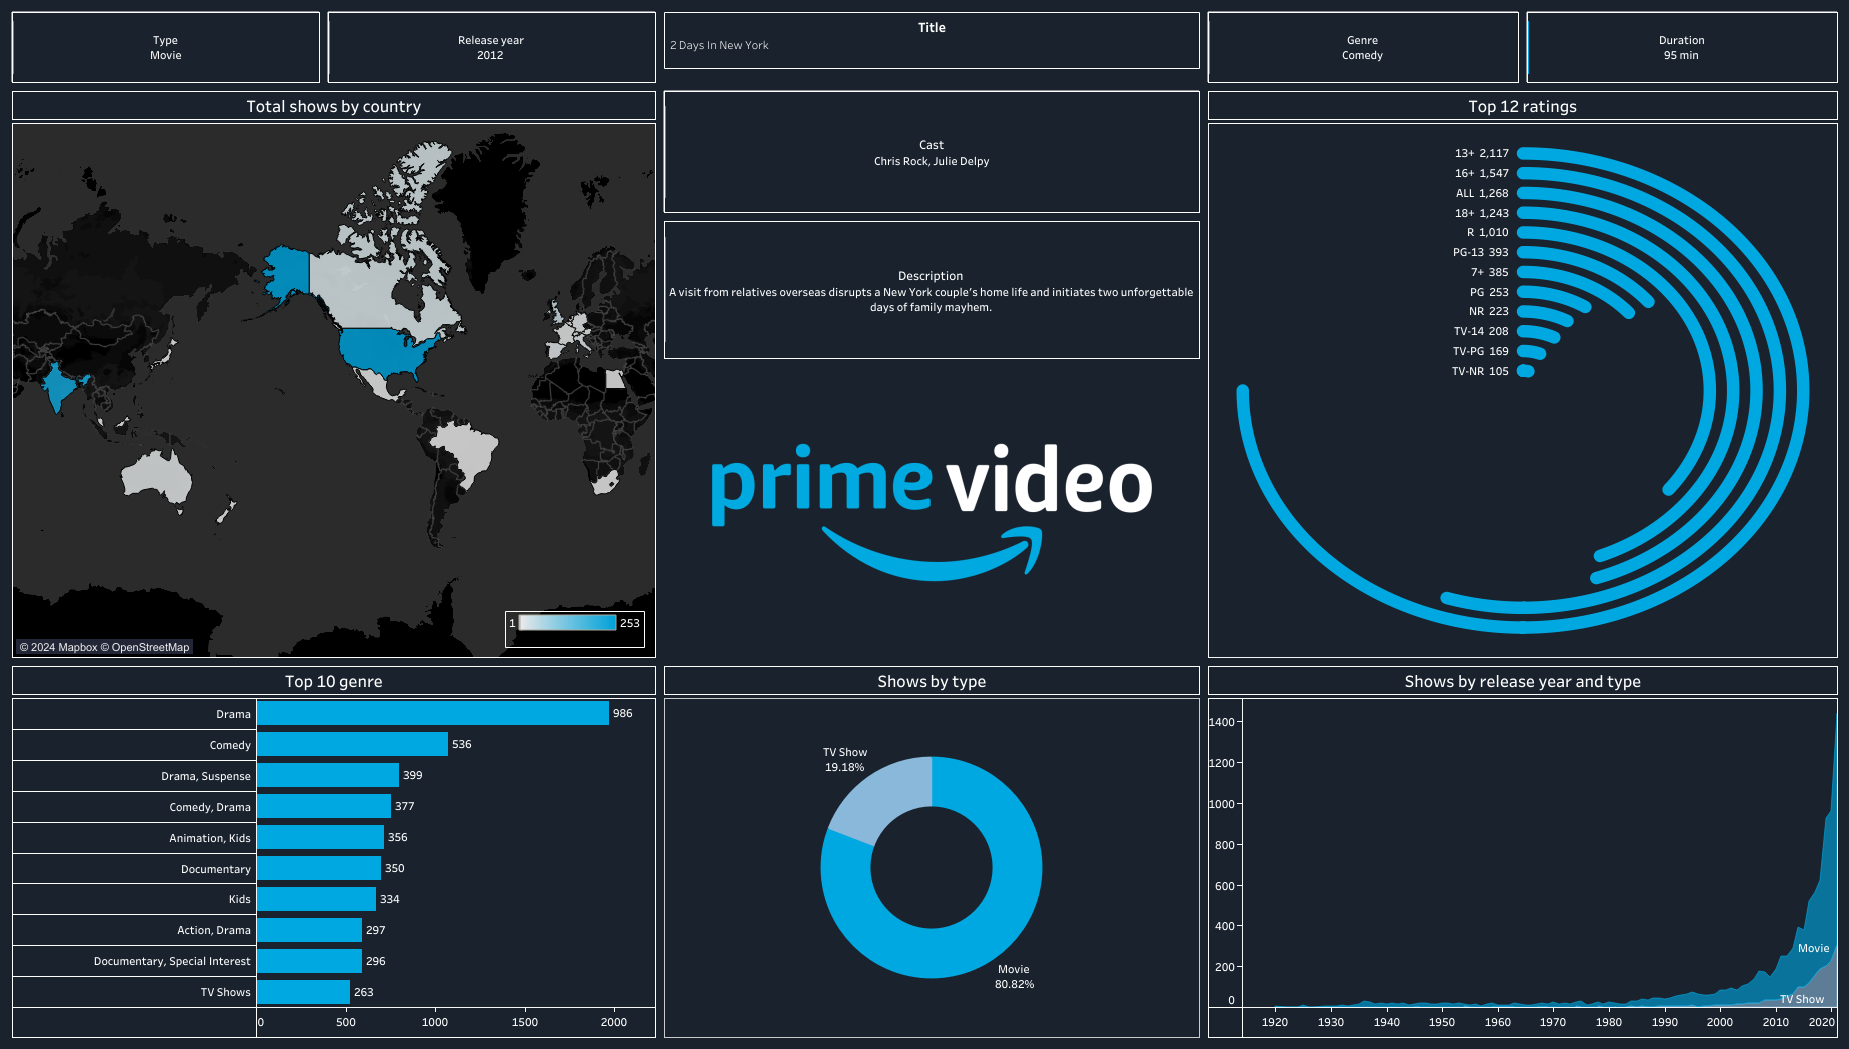 Type
Movie
Release year
2012
Title
2 Days In New York
Genre
Comedy
Duration
95 min
Total shows by country
© 2024 Mapbox © OpenStreetMap
1
253
Cast
Chris Rock, Julie Delpy
Description
A visit from relatives overseas disrupts a New York couple's home life and initiates two unforgettable
days of family mayhem.
prime video
Top 12 ratings
13+ 2,117
16+ 1,547
ALL 1,268
18+ 1,243
R 1,010
PG-13 393
7+ 385
PG 253
NR 223
TV-14 208
TV-PG 169
TV-NR 105
Top 10 genre
Drama 986
Comedy 536
Drama, Suspense 399
Comedy, Drama 377
Animation, Kids 356
Documentary 350
Kids 334
Action, Drama 297
Documentary, Special Interest 296
TV Shows 263
0 500 1000 1500 2000
Shows by type
TV Show
19.18%
Movie
80.82%
Shows by release year and type
1400
1200
1000
800
600
400
200
0
Movie
TV Show
1920 1930 1940 1950 1960 1970 1980 1990 2000 2010 2020